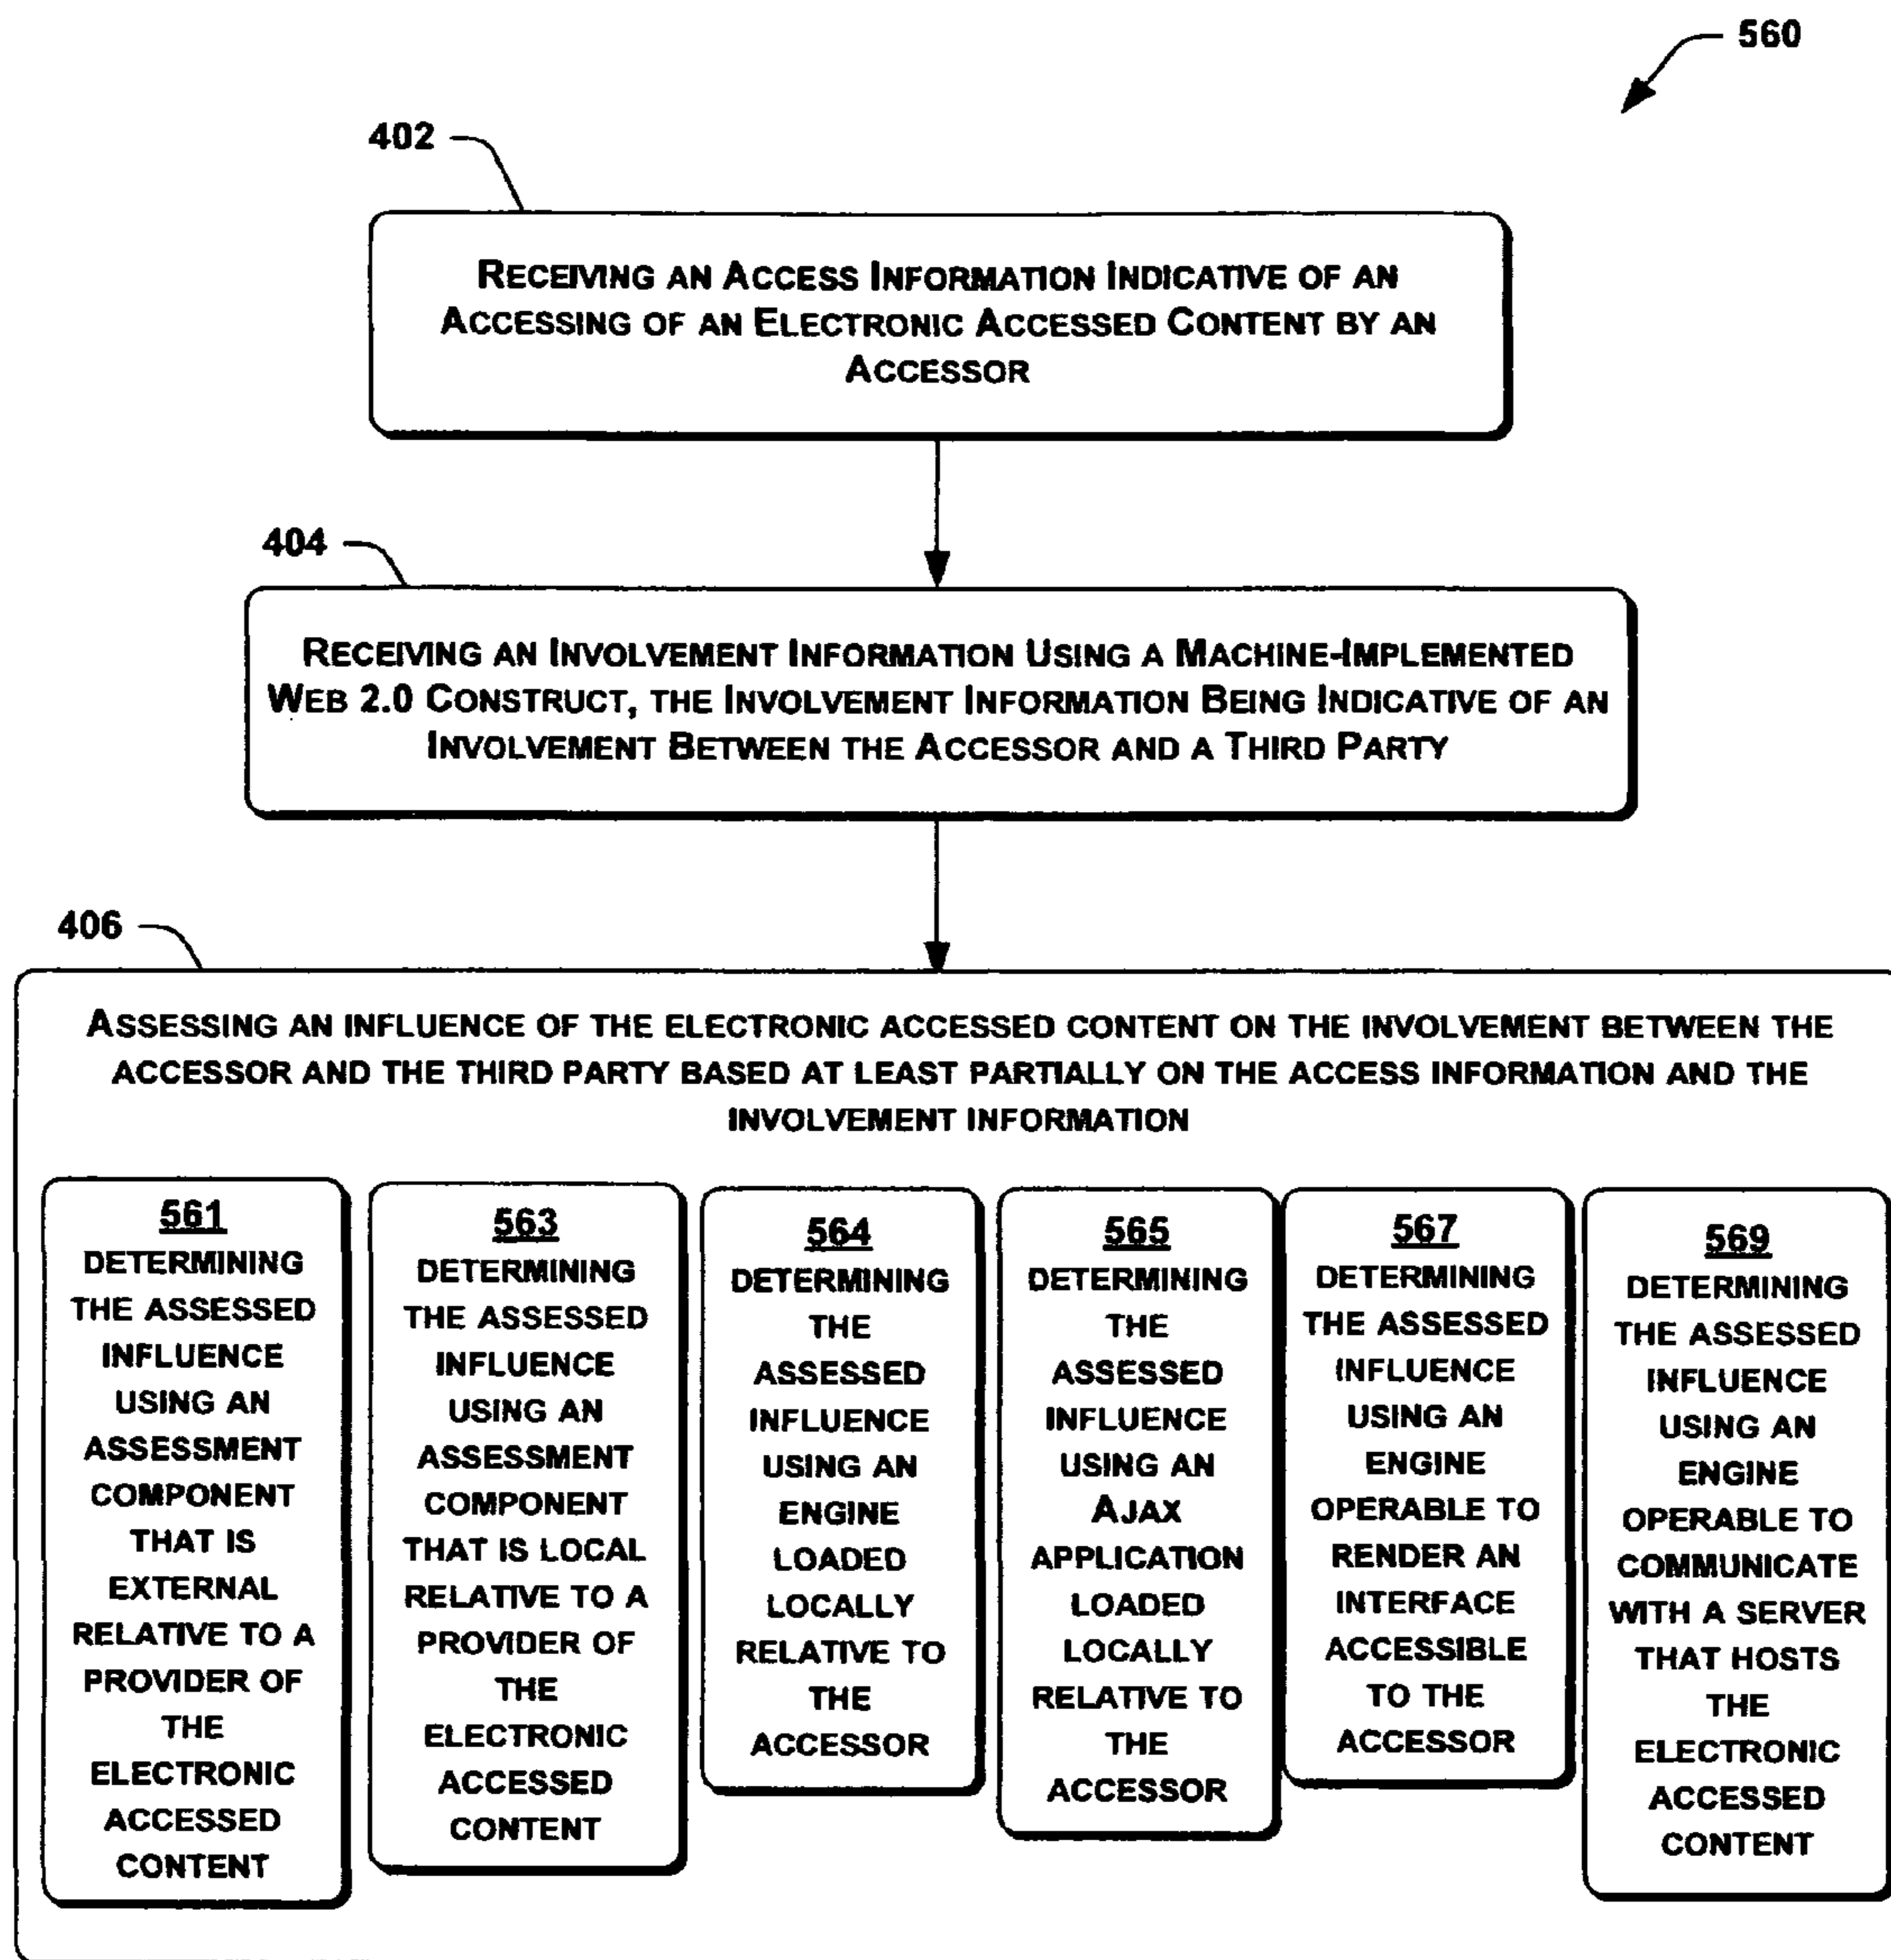 560
402
RECEIVING AN ACCESS INFORMATION INDICATIVE OF AN
ACCESSING OF AN ELECTRONIC ACCESSED CONTENT BY AN
ACCESSOR
404
RECEIVING AN INVOLVEMENT INFORMATION USING A MACHINE-IMPLEMENTED
WEB 2.0 CONSTRUCT, THE INVOLVEMENT INFORMATION BEING INDICATIVE OF AN
INVOLVEMENT BETWEEN THE ACCESSOR AND A THIRD PARTY
406
ASSESSING AN INFLUENCE OF THE ELECTRONIC ACCESSED CONTENT ON THE INVOLVEMENT BETWEEN THE
ACCESSOR AND THE THIRD PARTY BASED AT LEAST PARTIALLY ON THE ACCESS INFORMATION AND THE
INVOLVEMENT INFORMATION
561
DETERMINING
THE ASSESSED
INFLUENCE
USING AN
ASSESSMENT
COMPONENT
THAT IS
EXTERNAL
RELATIVE TO A
PROVIDER OF
THE
ELECTRONIC
ACCESSED
CONTENT
563
DETERMINING
THE ASSESSED
INFLUENCE
USING AN
ASSESSMENT
COMPONENT
THAT IS LOCAL
RELATIVE TO A
PROVIDER OF
THE
ELECTRONIC
ACCESSED
CONTENT
564
DETERMINING
THE
ASSESSED
INFLUENCE
USING AN
ENGINE
LOADED
LOCALLY
RELATIVE TO
THE
ACCESSOR
565
DETERMINING
THE
ASSESSED
INFLUENCE
USING AN
AJAX
APPLICATION
LOADED
LOCALLY
RELATIVE TO
THE
ACCESSOR
567
DETERMINING
THE ASSESSED
INFLUENCE
USING AN
ENGINE
OPERABLE TO
RENDER AN
INTERFACE
ACCESSIBLE
TO THE
ACCESSOR
569
DETERMINING
THE ASSESSED
INFLUENCE
USING AN
ENGINE
OPERABLE TO
COMMUNICATE
WITH A SERVER
THAT HOSTS
THE
ELECTRONIC
ACCESSED
CONTENT